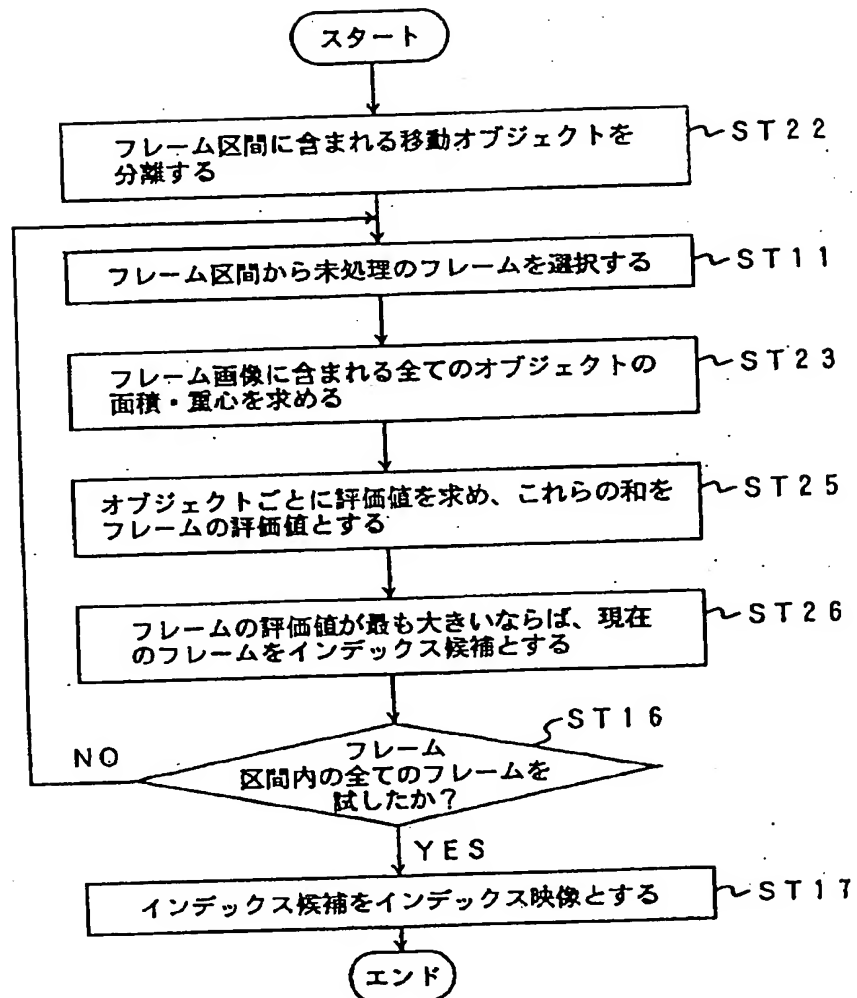 スタート
フレーム区間に含まれる移動オブジェクトを
分離する
ST22
フレーム区間から未処理のフレームを選択する
ST11
フレーム画像に含まれる全てのオブジェクトの
面積・重心を求める
ST23
オブジェクトごとに評価値を求め、これらの和を
フレームの評価値とする
ST25
フレームの評価値が最も大きいならば、現在
のフレームをインデックス候補とする
ST26
ST16
フレーム
区間内の全てのフレームを
試したか?
NO
YES
インデックス候補をインデックス映像とする
ST17
エンド